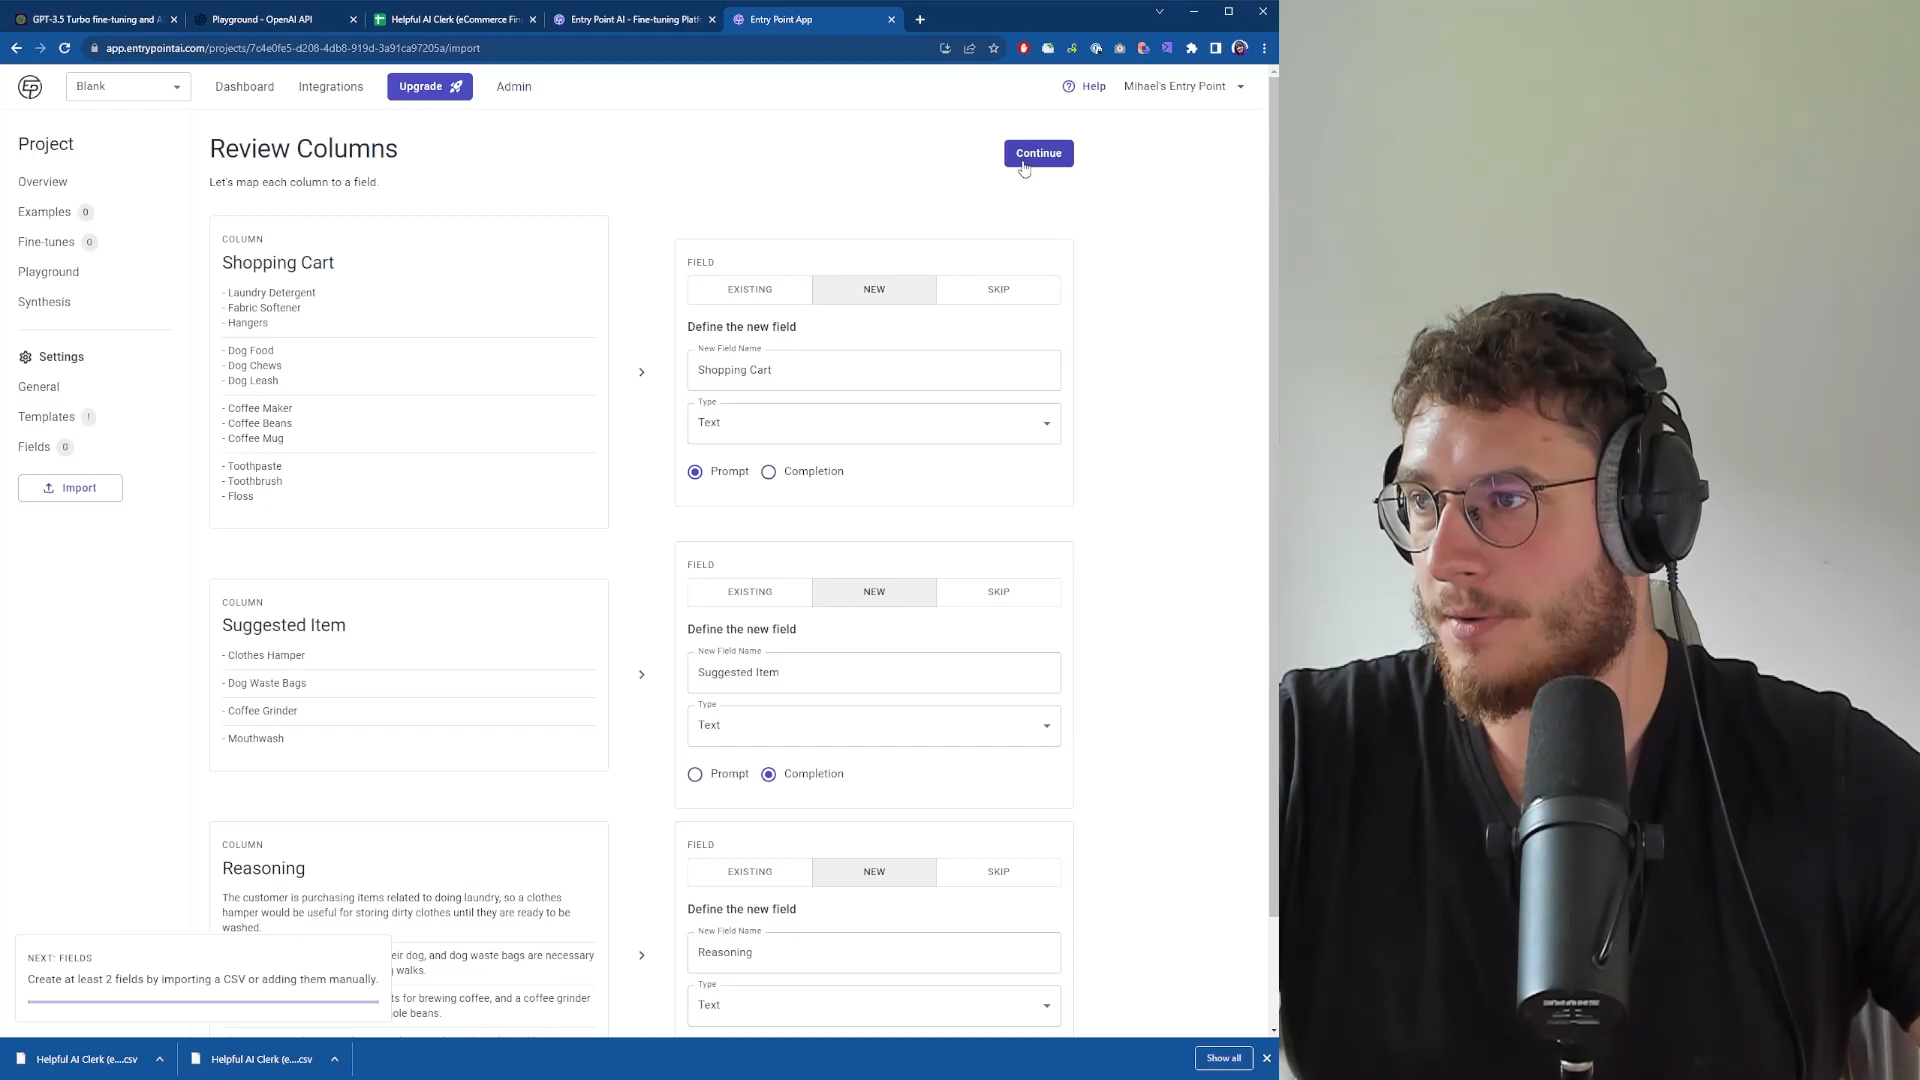 GPT-3.5 Turbo fine-tuning and A
Playground - OpenAI API
Helpful AI Clerk (eCommerce Fin
Entry Point AI - Fine-tuning Platf
Entry Point App
app.entrypointai.com/projects/7c4e0fe5-d208-4db8-919d-3a91ca97205a/import
EP
Blank
Dashboard
Integrations
Upgrade
Admin
Help
Mihael's Entry Point
Project
Overview
Examples 0
Fine-tunes 0
Playground
Synthesis
Settings
General
Templates !
Fields 0
Import
Review Columns
Continue
Let's map each column to a field.
COLUMN
Shopping Cart
- Laundry Detergent
- Fabric Softener
- Hangers
- Dog Food
- Dog Chews
- Dog Leash
- Coffee Maker
- Coffee Beans
- Coffee Mug
- Toothpaste
- Toothbrush
- Floss
FIELD
EXISTING NEW SKIP
Define the new field
New Field Name
Shopping Cart
Type
Text
Prompt Completion
COLUMN
Suggested Item
- Clothes Hamper
- Dog Waste Bags
- Coffee Grinder
- Mouthwash
FIELD
EXISTING NEW SKIP
Define the new field
New Field Name
Suggested Item
Type
Text
Prompt Completion
COLUMN
Reasoning
The customer is purchasing items related to doing laundry, so a clothes
hamper would be useful for storing dirty clothes until they are ready to be
washed.
eir dog, and dog waste bags are necessary
walks.
ts for brewing coffee, and a coffee grinder
ole beans.
FIELD
EXISTING NEW SKIP
Define the new field
New Field Name
Reasoning
Type
Text
NEXT: FIELDS
Create at least 2 fields by importing a CSV or adding them manually.
Helpful AI Clerk (e....csv
Helpful AI Clerk (e....csv
Show all